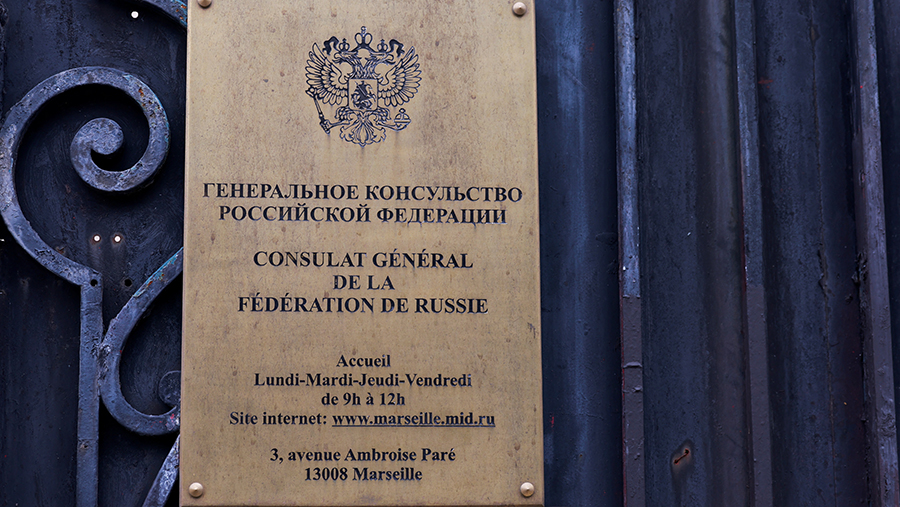 ГЕНЕРАЛЬНОЕ КОНСУЛЬСТВО
РОССИЙСКОЙ ФЕДЕРАЦИИ
CONSULAT GÉNÉRAL
DE LA
FÉDÉRATION DE RUSSIE
Accueil
Lundi-Mardi-Jeudi-Vendredi
de 9h à 12h
Site internet: www.marseille.mid.ru
3, avenue Ambroise Paré
13008 Marseille